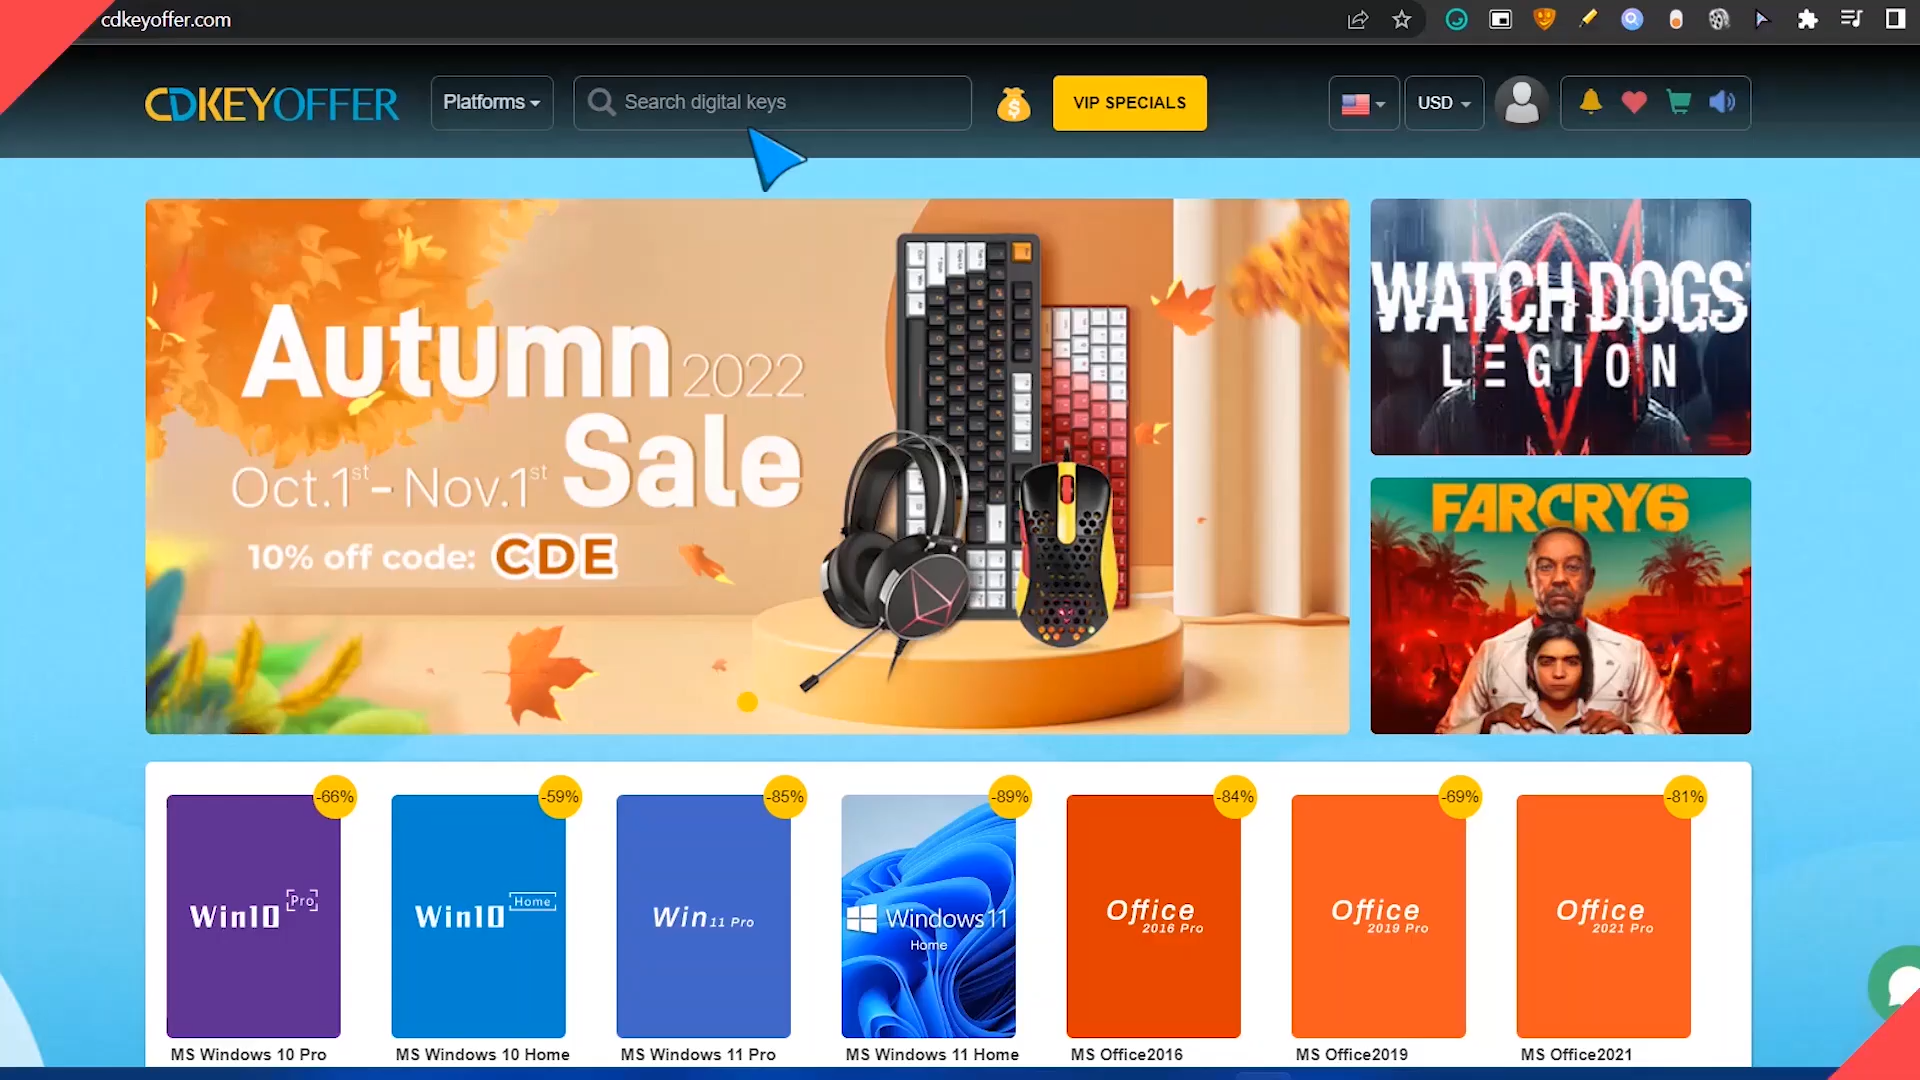 cdkeyoffer.com
CDKEYOFFER
Platforms
Search digital keys
VIP SPECIALS
USD
Autumn 2022
Oct.1st - Nov.1st Sale
10% off code: CDE
WATCH DOGS
LEGION
FARCRY6
-66%
-59%
-85%
-89%
-84%
-69%
-81%
Win10 Pro
Win10 Home
Win 11 Pro
Windows 11
Home
Office
2016 Pro
Office
2019 Pro
Office
2021 Pro
MS Windows 10 Pro
MS Windows 10 Home
MS Windows 11 Pro
MS Windows 11 Home
MS Office2016
MS Office2019
MS Office2021